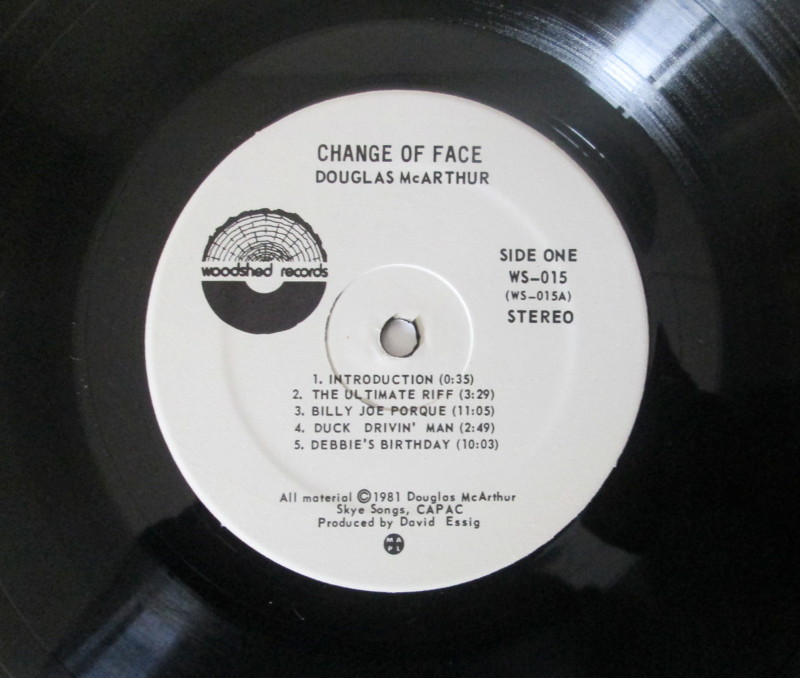 CHANGE OF FACE
DOUGLAS McARTHUR
woodshed records
SIDE ONE
WS-015
(WS-015A)
STEREO
1. INTRODUCTION (0:35)
2. THE ULTIMATE RIFF (3:29)
3. BILLY JOE PORQUE (11:05)
4. DUCK DRIVIN' MAN (2:49)
5. DEBBIE'S BIRTHDAY (10:03)
All material ©1981 Douglas McArthur
Skye Songs, CAPAC
Produced by David Essig
MA
PL